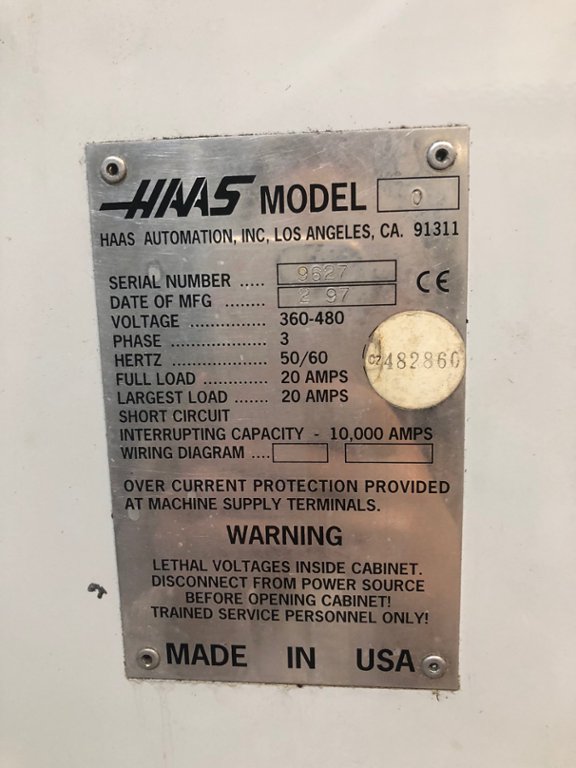 HAAS MODEL 0
HAAS AUTOMATION, INC, LOS ANGELES, CA. 91311
SERIAL NUMBER ..... 9627
CE
DATE OF MFG ........ 2 97
VOLTAGE ............... 360-480
PHASE .................... 3
HERTZ ................... 50/60
FULL LOAD ............. 20 AMPS
LARGEST LOAD ....... 20 AMPS
CZ 482860
SHORT CIRCUIT
INTERRUPTING CAPACITY - 10,000 AMPS
WIRING DIAGRAM ....
OVER CURRENT PROTECTION PROVIDED
AT MACHINE SUPPLY TERMINALS.
WARNING
LETHAL VOLTAGES INSIDE CABINET.
DISCONNECT FROM POWER SOURCE
BEFORE OPENING CABINET!
TRAINED SERVICE PERSONNEL ONLY!
MADE IN USA